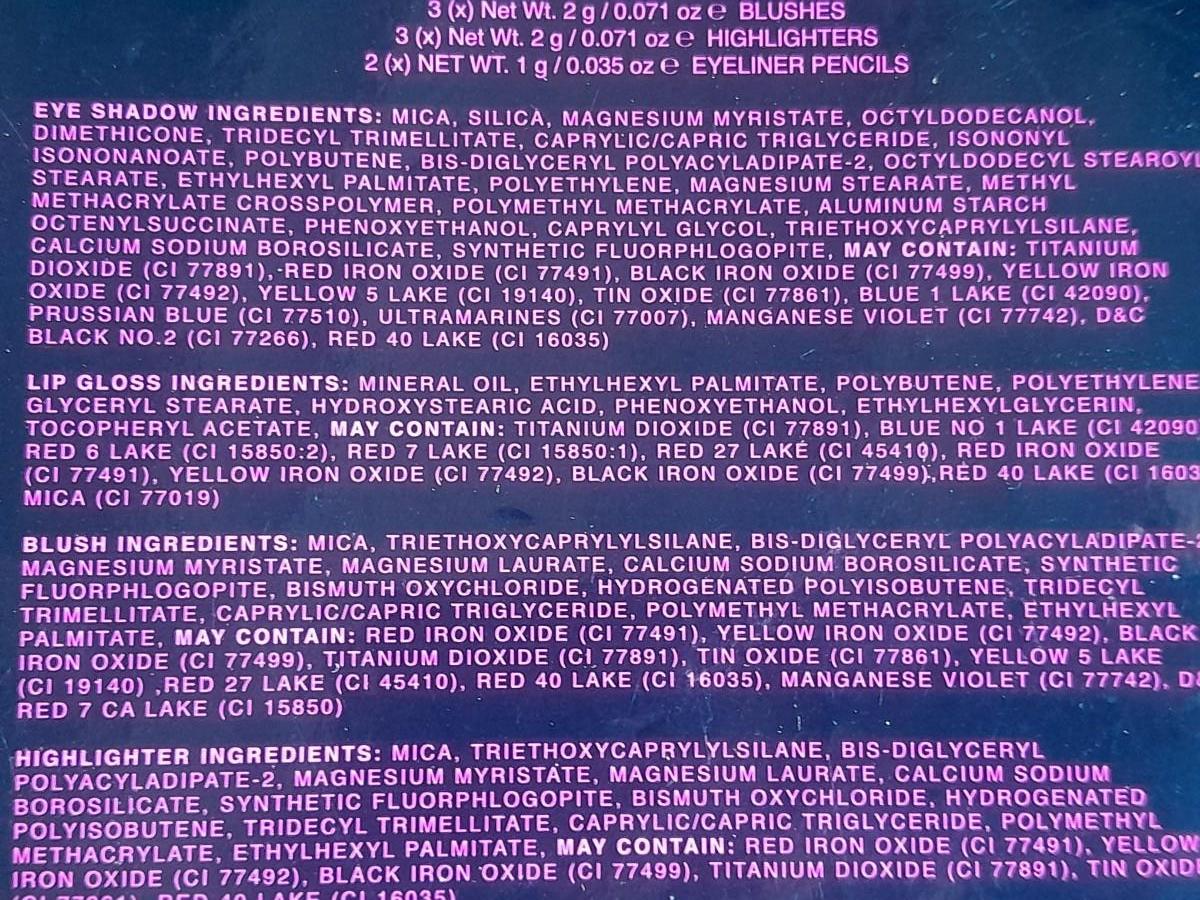 3 (x) Net Wt. 2 g / 0.071 oz ℮ BLUSHES
3 (x) Net Wt. 2 g / 0.071 oz ℮ HIGHLIGHTERS
2 (x) NET WT. 1 g / 0.035 oz ℮ EYELINER PENCILS
EYE SHADOW INGREDIENTS: MICA, SILICA, MAGNESIUM MYRISTATE, OCTYLDODECANOL,
DIMETHICONE, TRIDECYL TRIMELLITATE, CAPRYLIC/CAPRIC TRIGLYCERIDE, ISONONYL
ISONONANOATE, POLYBUTENE, BIS-DIGLYCERYL POLYACYLADIPATE-2, OCTYLDODECYL STEAROYL
STEARATE, ETHYLHEXYL PALMITATE, POLYETHYLENE, MAGNESIUM STEARATE, METHYL
METHACRYLATE CROSSPOLYMER, POLYMETHYL METHACRYLATE, ALUMINUM STARCH
OCTENYLSUCCINATE, PHENOXYETHANOL, CAPRYLYL GLYCOL, TRIETHOXYCAPRYLYLSILANE,
CALCIUM SODIUM BOROSILICATE, SYNTHETIC FLUORPHLOGOPITE, MAY CONTAIN: TITANIUM
DIOXIDE (CI 77891), RED IRON OXIDE (CI 77491), BLACK IRON OXIDE (CI 77499), YELLOW IRON
OXIDE (CI 77492), YELLOW 5 LAKE (CI 19140), TIN OXIDE (CI 77861), BLUE 1 LAKE (CI 42090),
PRUSSIAN BLUE (CI 77510), ULTRAMARINES (CI 77007), MANGANESE VIOLET (CI 77742), D&C
BLACK NO.2 (CI 77266), RED 40 LAKE (CI 16035)
LIP GLOSS INGREDIENTS: MINERAL OIL, ETHYLHEXYL PALMITATE, POLYBUTENE, POLYETHYLENE
GLYCERYL STEARATE, HYDROXYSTEARIC ACID, PHENOXYETHANOL, ETHYLHEXYLGLYCERIN,
TOCOPHERYL ACETATE, MAY CONTAIN: TITANIUM DIOXIDE (CI 77891), BLUE NO 1 LAKE (CI 42090
RED 6 LAKE (CI 15850:2), RED 7 LAKE (CI 15850:1), RED 27 LAKE (CI 45410), RED IRON OXIDE
(CI 77491), YELLOW IRON OXIDE (CI 77492), BLACK IRON OXIDE (CI 77499),RED 40 LAKE (CI 1603
MICA (CI 77019)
BLUSH INGREDIENTS: MICA, TRIETHOXYCAPRYLYLSILANE, BIS-DIGLYCERYL POLYACYLADIPATE-2
MAGNESIUM MYRISTATE, MAGNESIUM LAURATE, CALCIUM SODIUM BOROSILICATE, SYNTHETIC
FLUORPHLOGOPITE, BISMUTH OXYCHLORIDE, HYDROGENATED POLYISOBUTENE, TRIDECYL
TRIMELLITATE, CAPRYLIC/CAPRIC TRIGLYCERIDE, POLYMETHYL METHACRYLATE, ETHYLHEXYL
PALMITATE, MAY CONTAIN: RED IRON OXIDE (CI 77491), YELLOW IRON OXIDE (CI 77492), BLACK
IRON OXIDE (CI 77499), TITANIUM DIOXIDE (CI 77891), TIN OXIDE (CI 77861), YELLOW 5 LAKE
(CI 19140) ,RED 27 LAKE (CI 45410), RED 40 LAKE (CI 16035), MANGANESE VIOLET (CI 77742), D&
RED 7 CA LAKE (CI 15850)
HIGHLIGHTER INGREDIENTS: MICA, TRIETHOXYCAPRYLYLSILANE, BIS-DIGLYCERYL
POLYACYLADIPATE-2, MAGNESIUM MYRISTATE, MAGNESIUM LAURATE, CALCIUM SODIUM
BOROSILICATE, SYNTHETIC FLUORPHLOGOPITE, BISMUTH OXYCHLORIDE, HYDROGENATED
POLYISOBUTENE, TRIDECYL TRIMELLITATE, CAPRYLIC/CAPRIC TRIGLYCERIDE, POLYMETHYL
METHACRYLATE, ETHYLHEXYL PALMITATE, MAY CONTAIN: RED IRON OXIDE (CI 77491), YELLOW
IRON OXIDE (CI 77492), BLACK IRON OXIDE (CI 77499), TITANIUM DIOXIDE (CI 77891), TIN OXIDE
(CI 77861), RED 40 LAKE (CI 16035)